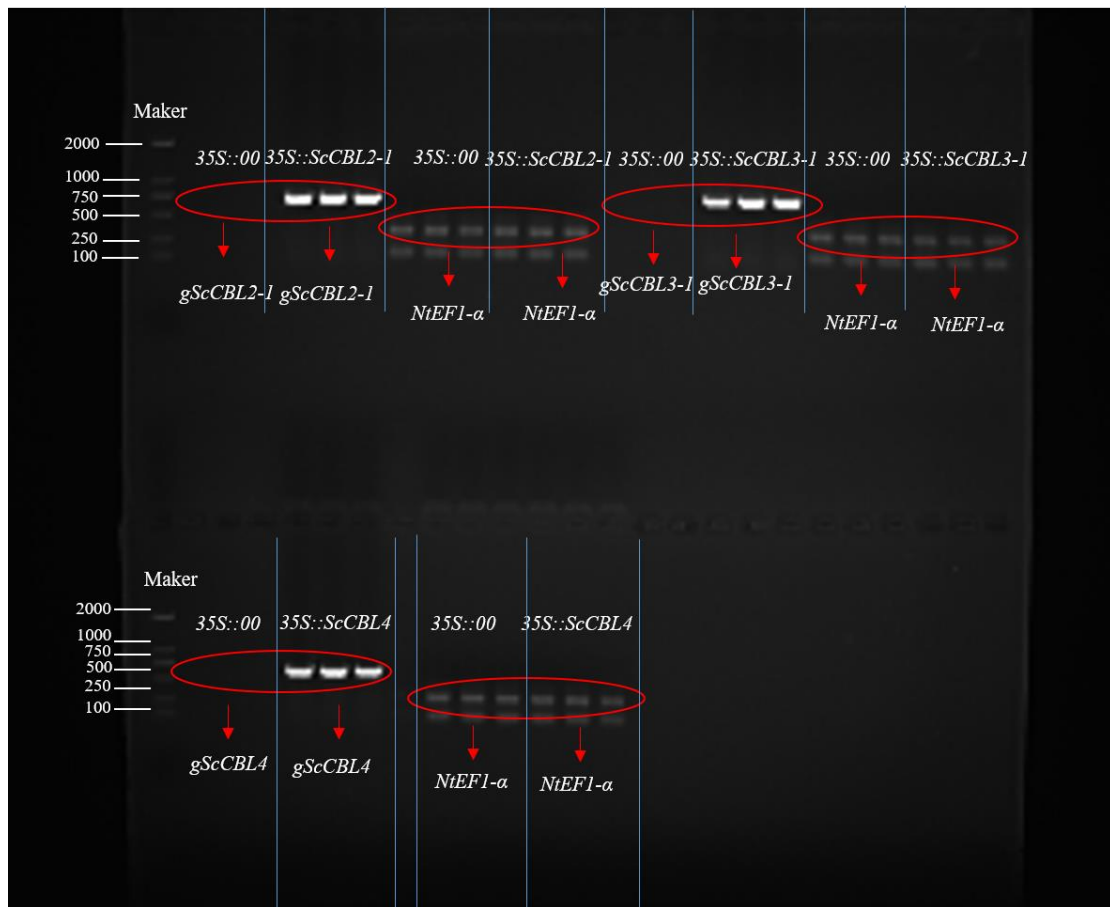 Maker
2000
1000
750
500
250
100
35S::00 35S::ScCBL2-1 35S::00 35S::ScCBL2-1 35S::00 35S::ScCBL3-1 35S::00 35S::ScCBL3-1
gScCBL2-1 gScCBL2-1 NtEF1-α NtEF1-α gScCBL3-1 gScCBL3-1 NtEF1-α NtEF1-α
Maker
2000
1000
750
500
250
100
35S::00 35S::ScCBL4 35S::00 35S::ScCBL4
gScCBL4 gScCBL4 NtEF1-α NtEF1-α